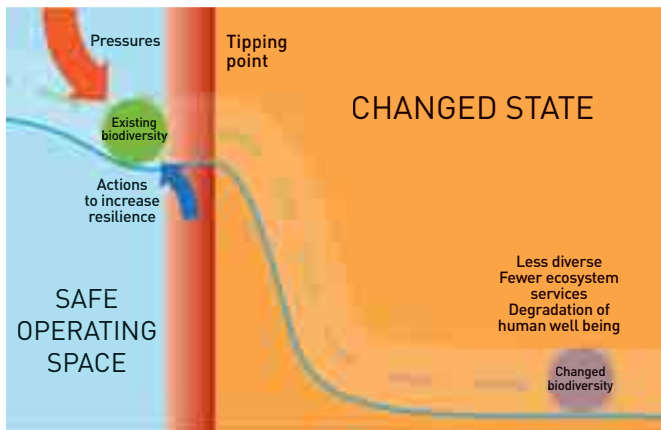 Pressures
Tipping
point
CHANGED STATE
Existing
biodiversity
Actions
to increase
resilience
SAFE
OPERATING
SPACE
Less diverse
Fewer ecosystem
services
Degradation of
human well being
Changed
biodiversity